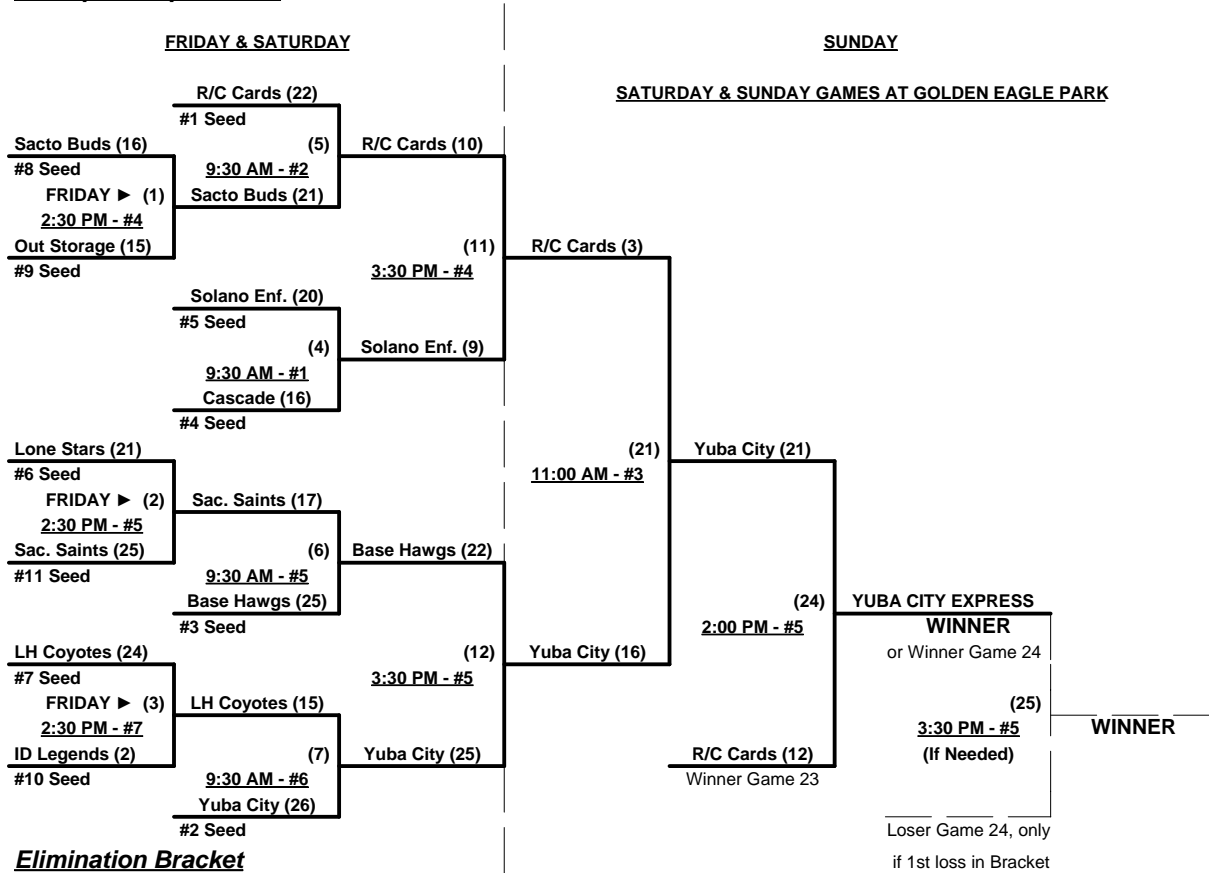 FRIDAY & SATURDAY
SUNDAY
SATURDAY & SUNDAY GAMES AT GOLDEN EAGLE PARK
R/C Cards (22)
#1 Seed
Sacto Buds (16)
#8 Seed
(5)
9:30 AM - #2
R/C Cards (10)
FRIDAY ► (1)
2:30 PM - #4
Sacto Buds (21)
Out Storage (15)
#9 Seed
(11)
3:30 PM - #4
R/C Cards (3)
Solano Enf. (20)
#5 Seed
(4)
9:30 AM - #1
Solano Enf. (9)
Cascade (16)
#4 Seed
Lone Stars (21)
#6 Seed
(21)
11:00 AM - #3
Yuba City (21)
FRIDAY ► (2)
2:30 PM - #5
Sac. Saints (17)
Sac. Saints (25)
#11 Seed
(6)
9:30 AM - #5
Base Hawgs (22)
Base Hawgs (25)
#3 Seed
(24)
2:00 PM - #5
YUBA CITY EXPRESS
WINNER
or Winner Game 24
LH Coyotes (24)
#7 Seed
(12)
3:30 PM - #5
Yuba City (16)
FRIDAY ► (3)
2:30 PM - #7
LH Coyotes (15)
ID Legends (2)
#10 Seed
(7)
9:30 AM - #6
Yuba City (25)
R/C Cards (12)
Winner Game 23
(25)
3:30 PM - #5
(If Needed)
WINNER
Yuba City (26)
#2 Seed
Loser Game 24, only
if 1st loss in Bracket
Elimination Bracket